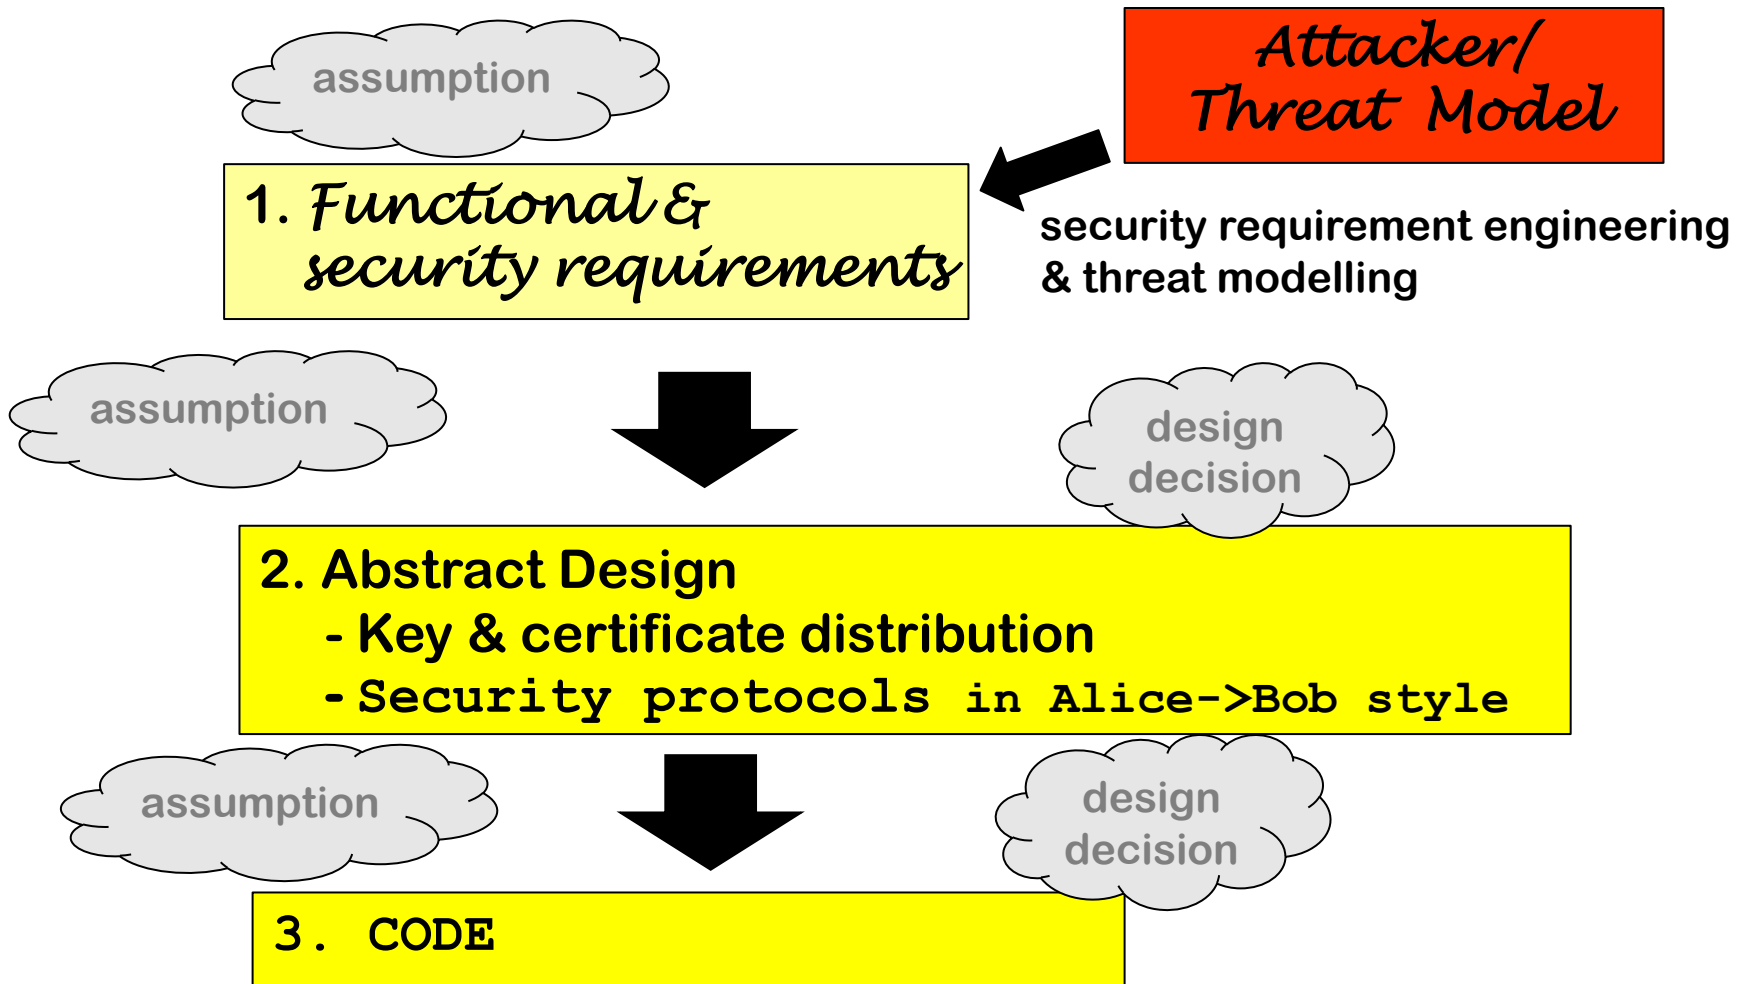 assumption
Attacker/
Threat Model
1. Functional &
security requirements
security requirement engineering
& threat modelling
assumption
design
decision
2. Abstract Design
- Key & certificate distribution
- Security protocols in Alice->Bob style
assumption
design
decision
3. CODE